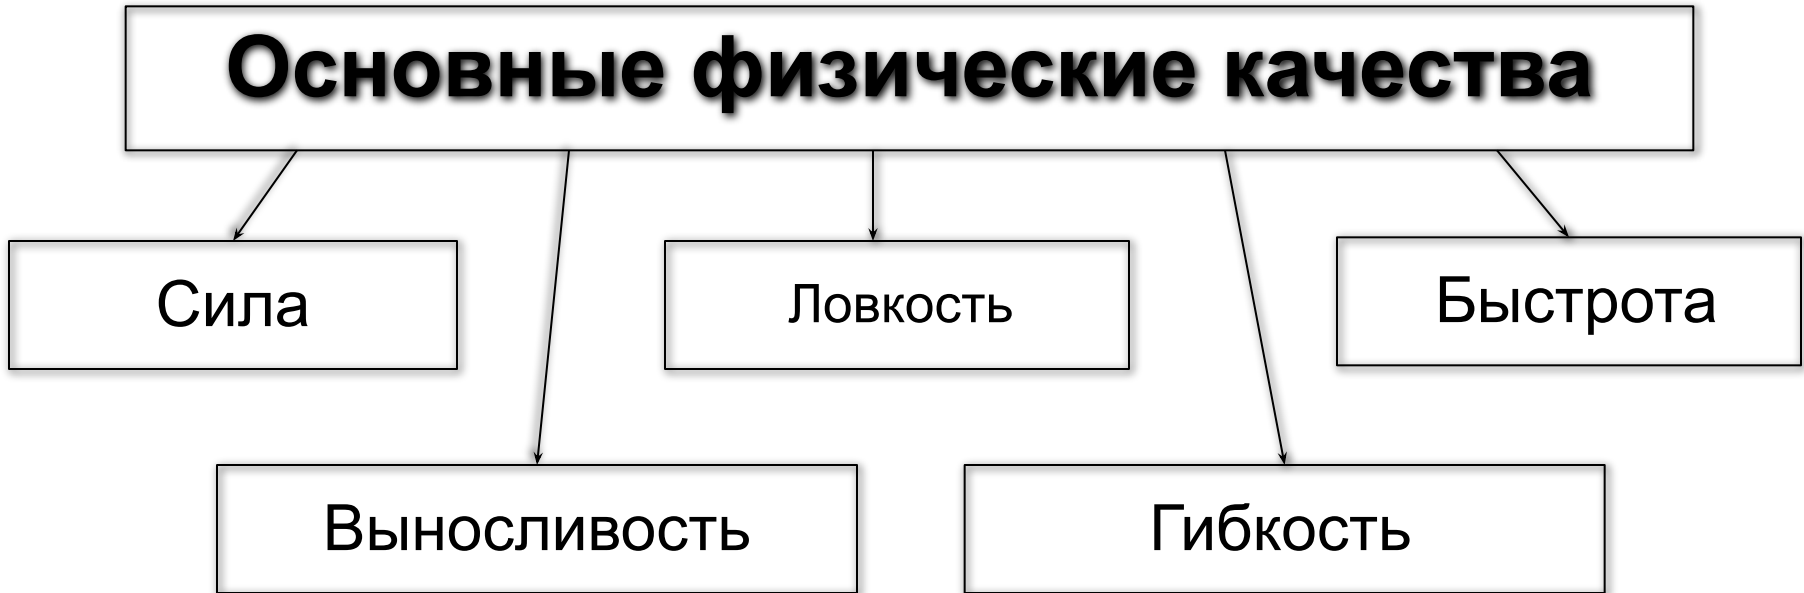 Основные физические качества
Сила
Ловкость
Быстрота
Выносливость
Гибкость